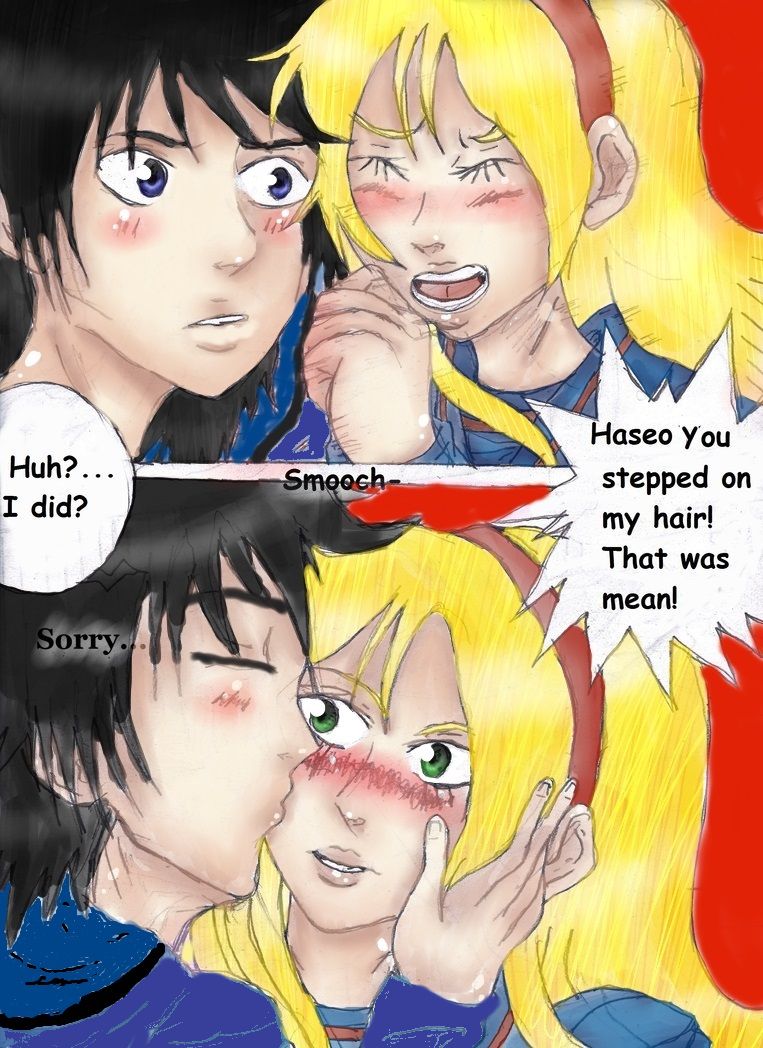 Haseo You
stepped on
my hair!
That was
mean!
Huh?...
I did?
Smooch-
Sorry...